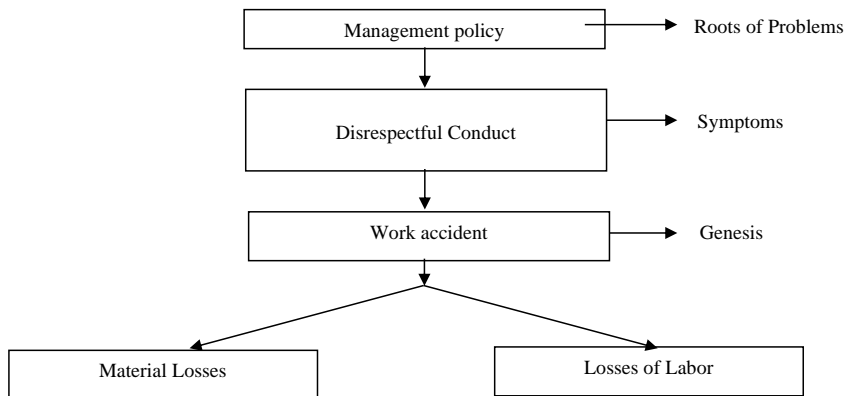 Management policy
Roots of Problems
Disrespectful Conduct
Symptoms
Work accident
Genesis
Material Losses
Losses of Labor